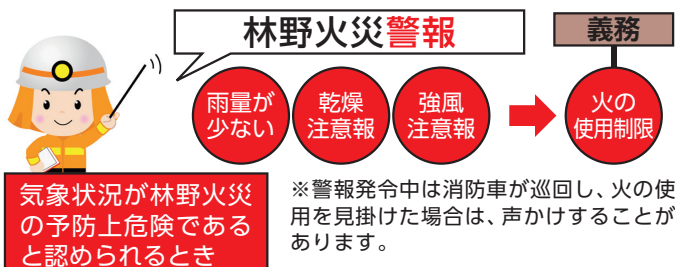 林野火災警報
義務
雨量が
少ない
乾燥
注意報
強風
注意報
火の
使用制限
気象状況が林野火災
の予防上危険である
と認められるとき
※警報発令中は消防車が巡回し、火の使
用を見掛けた場合は、声かけすることが
あります。